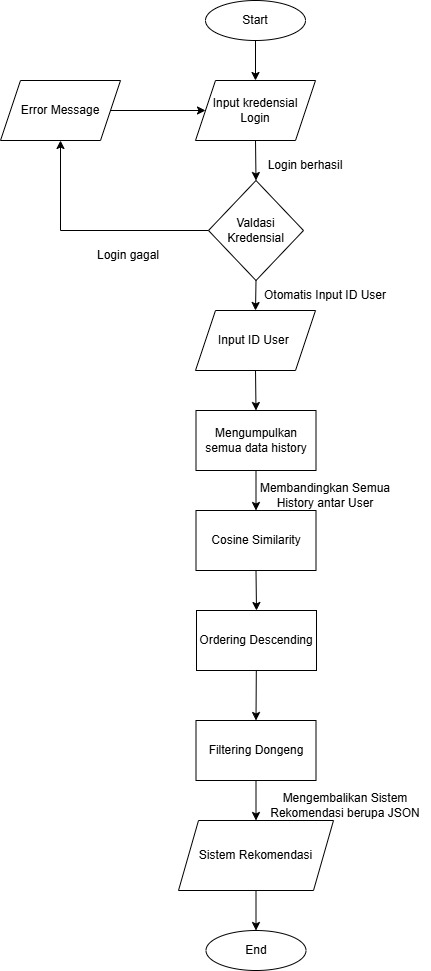 Start
Error Message
Input kredensial
Login
Login berhasil
Valdasi
Kredensial
Login gagal
Otomatis Input ID User
Input ID User
Mengumpulkan
semua data history
Membandingkan Semua
History antar User
Cosine Similarity
Ordering Descending
Filtering Dongeng
Mengembalikan Sistem
Rekomendasi berupa JSON
Sistem Rekomendasi
End